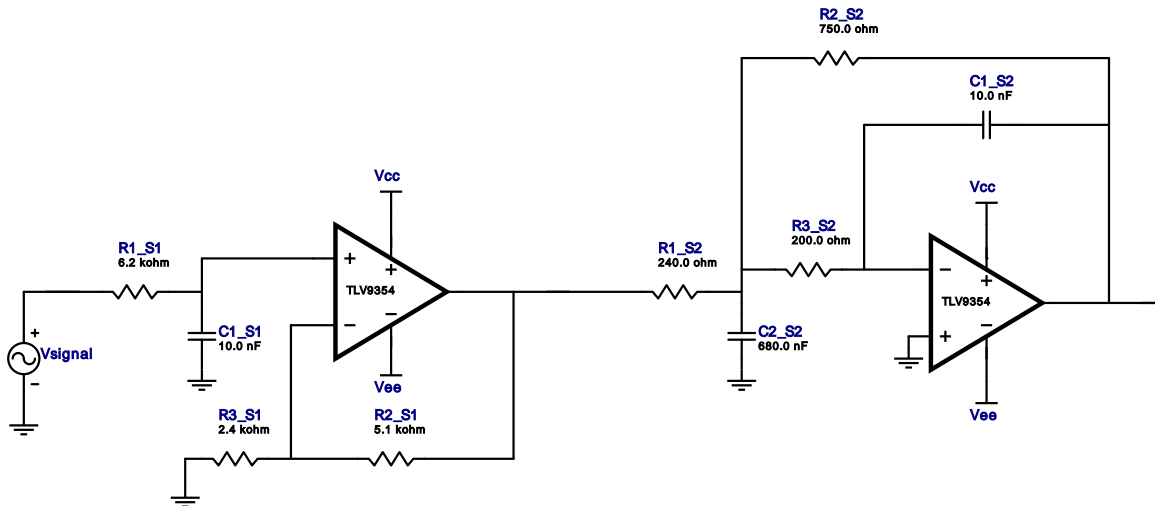 R2_S2
750.0 ohm
C1_S2
10.0 nF
Vcc
Vcc
R1_S1
6.2 kohm
R3_S2
200.0 ohm
R1_S2
240.0 ohm
+
+
TLV9354
−
−
−
+
TLV9354
−
+
C1_S1
10.0 nF
C2_S2
680.0 nF
+
Vsignal
−
Vee
Vee
R3_S1
2.4 kohm
R2_S1
5.1 kohm